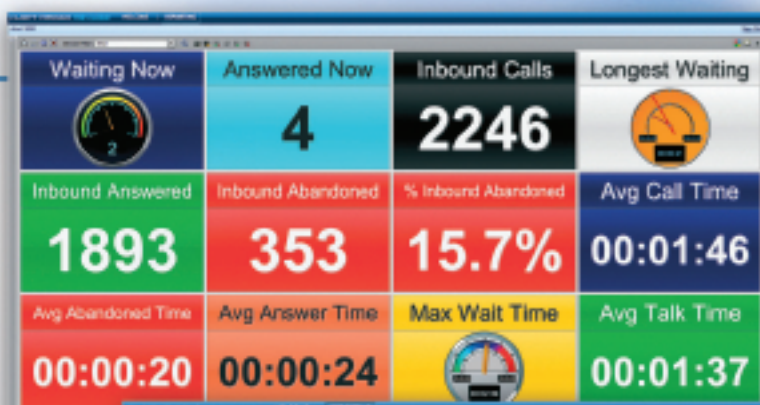 Waiting Now
Answered Now
Inbound Calls
Longest Waiting
2
4
2246
Inbound Answered
Inbound Abandoned
% Inbound Abandoned
Avg Call Time
1893
353
15.7%
00:01:46
Avg Abandoned Time
Avg Answer Time
Max Wait Time
Avg Talk Time
00:00:20
00:00:24
00:01:37